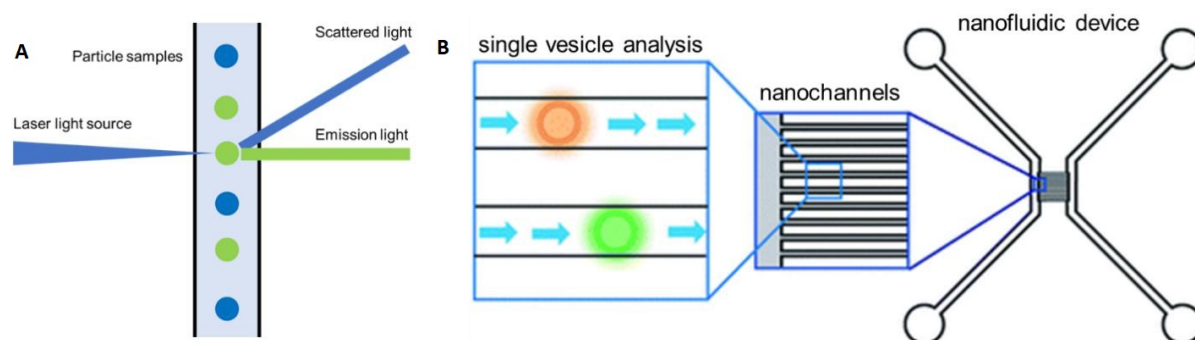 A
Particle samples
Scattered light
Laser light source
Emission light
B
single vesicle analysis
nanochannels
nanofluidic device